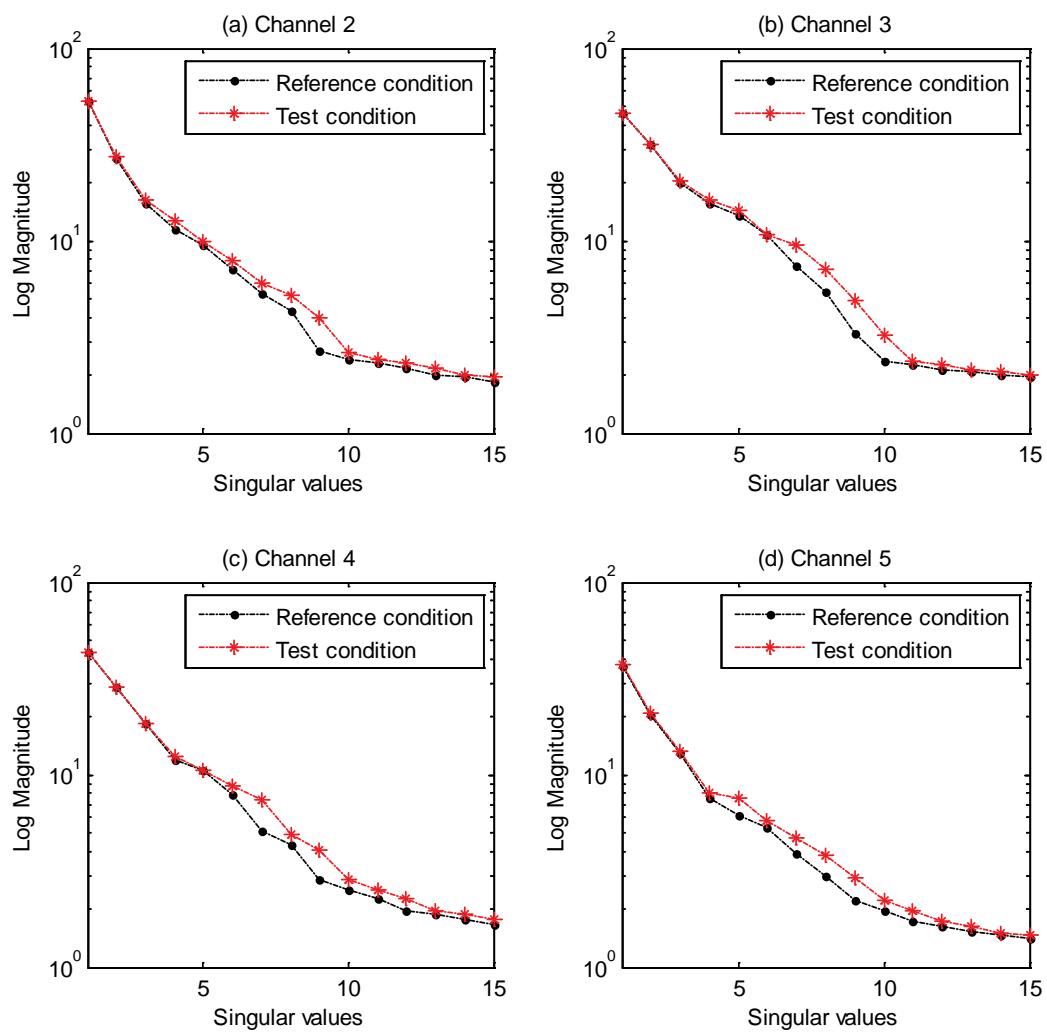 (a) Channel 2
10^2
10^1
10^0
Log Magnitude
Reference condition
Test condition
5
10
15
Singular values
(b) Channel 3
10^2
10^1
10^0
Log Magnitude
Reference condition
Test condition
5
10
15
Singular values
(c) Channel 4
10^2
10^1
10^0
Log Magnitude
Reference condition
Test condition
5
10
15
Singular values
(d) Channel 5
10^2
10^1
10^0
Log Magnitude
Reference condition
Test condition
5
10
15
Singular values